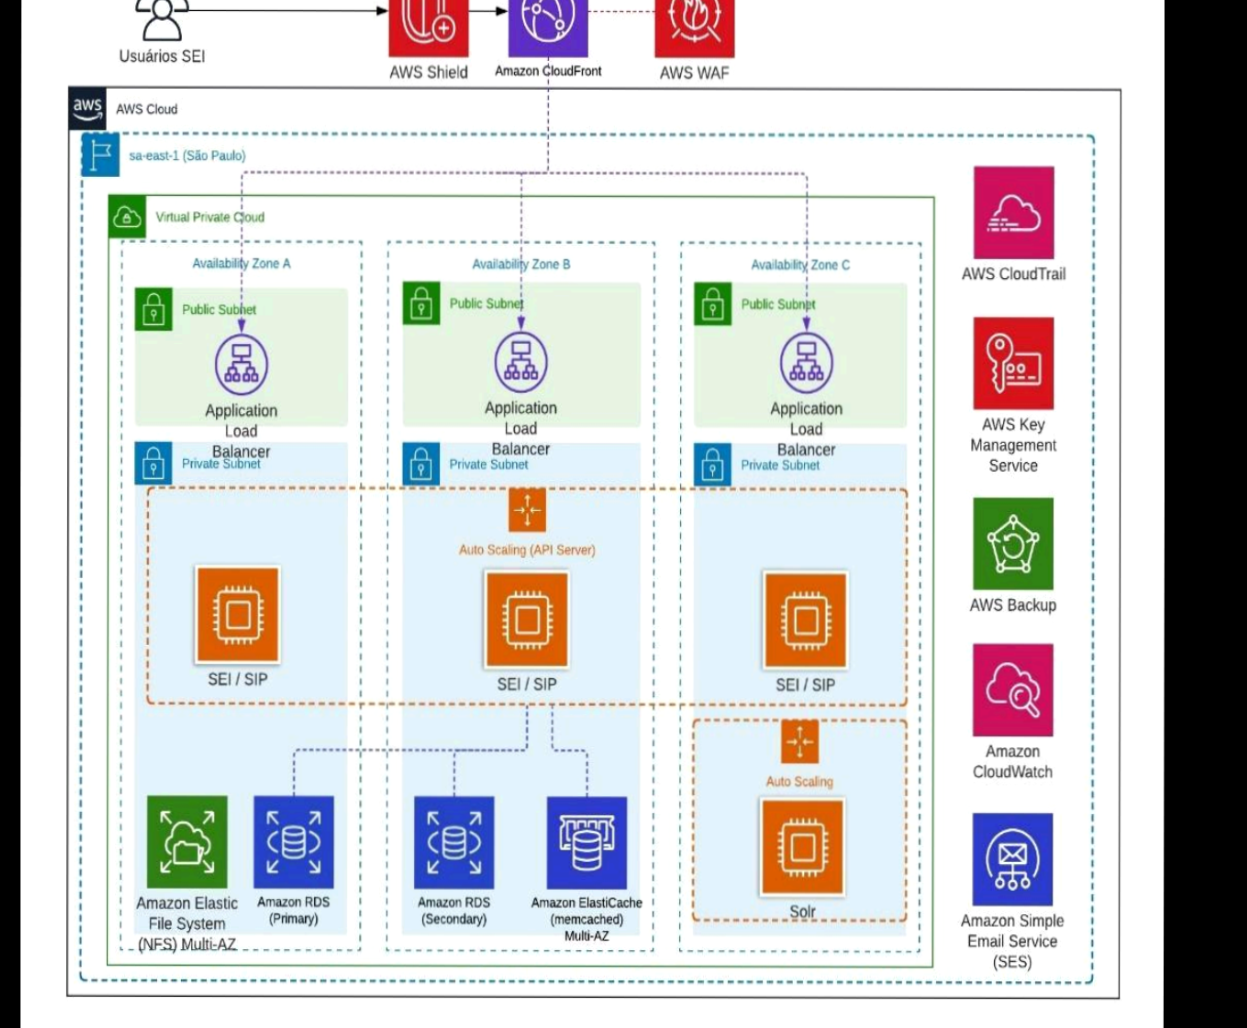 Usuários SEI
AWS Shield
Amazon CloudFront
AWS WAF
aws
AWS Cloud
sa-east-1 (São Paulo)
Virtual Private Cloud
Availability Zone A
Availability Zone B
Availability Zone C
Public Subnet
Public Subnet
Public Subnet
Application
Load
Balancer
Application
Load
Balancer
Application
Load
Balancer
Private Subnet
Private Subnet
Private Subnet
Auto Scaling (API Server)
SEI / SIP
SEI / SIP
SEI / SIP
Auto Scaling
Solr
Amazon Elastic
File System
(NFS) Multi-AZ
Amazon RDS
(Primary)
Amazon RDS
(Secondary)
Amazon ElastiCache
(memcached)
Multi-AZ
AWS CloudTrail
AWS Key
Management
Service
AWS Backup
Amazon
CloudWatch
Amazon Simple
Email Service
(SES)